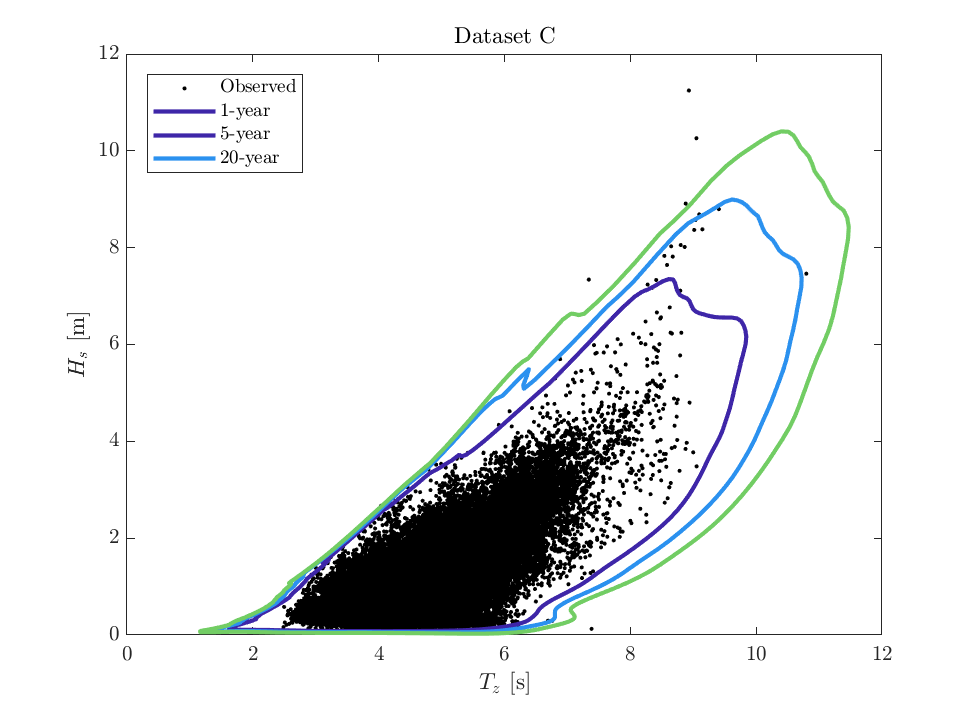 Dataset C
12
10
8
6
4
2
0
Observed
1-year
5-year
20-year
H_s [m]
0 2 4 6 8 10 12
T_z [s]